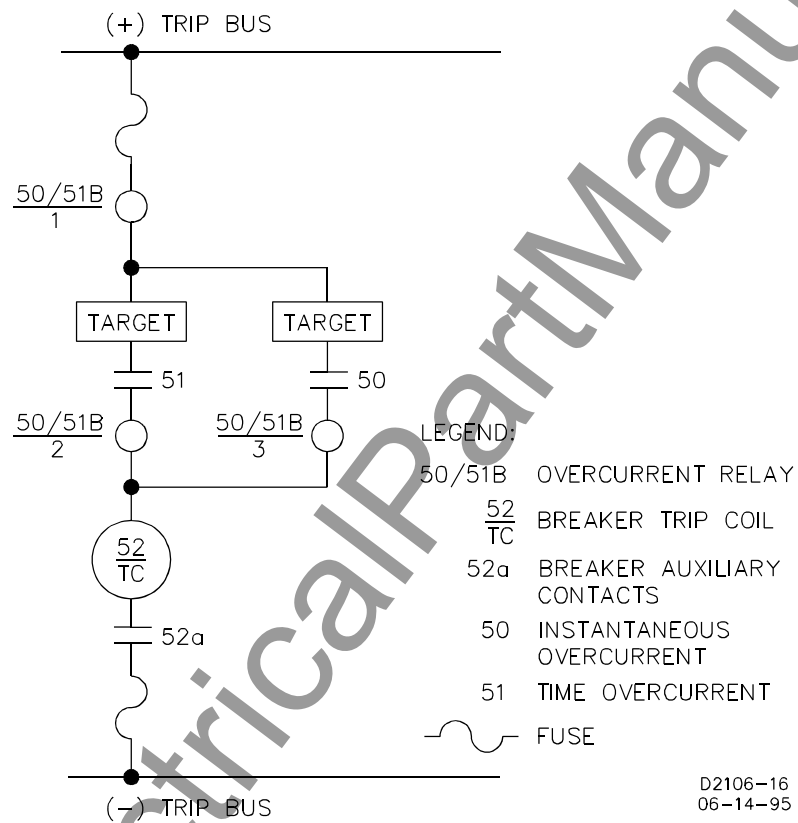 (+) TRIP BUS
50/51B
1
TARGET TARGET
51 50
50/51B 50/51B
2 3
52
TC
52a
(−) TRIP BUS
LEGEND:
50/51B OVERCURRENT RELAY
52
TC BREAKER TRIP COIL
52a BREAKER AUXILIARY
CONTACTS
50 INSTANTANEOUS
OVERCURRENT
51 TIME OVERCURRENT
FUSE
D2106-16
06-14-95
ctricalPartManu